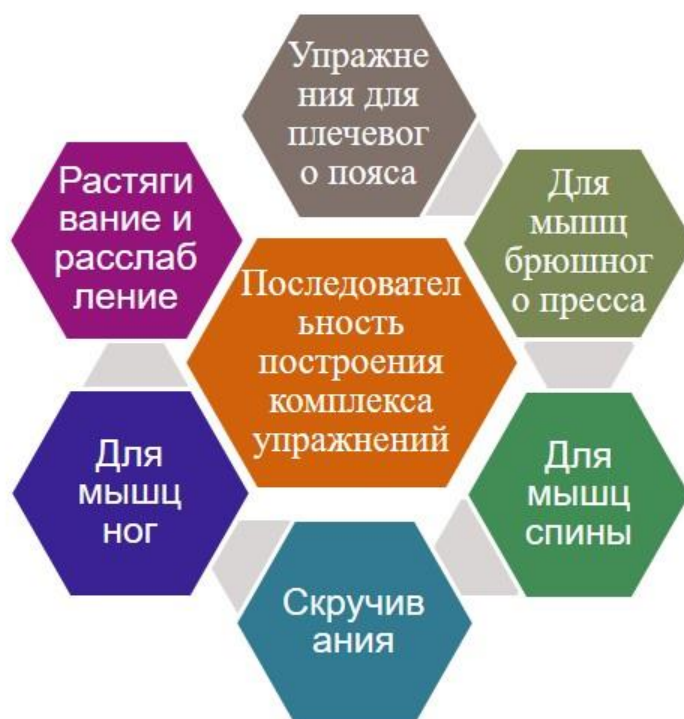 Упражне
ния для
плечевог
о пояса
Для
мышц
брюшног
о пресса
Для
мышц
спины
Скручив
ания
Для
мышц
ног
Растяги
вание и
расслаб
ление
Последовател
ьность
построения
комплекса
упражнений